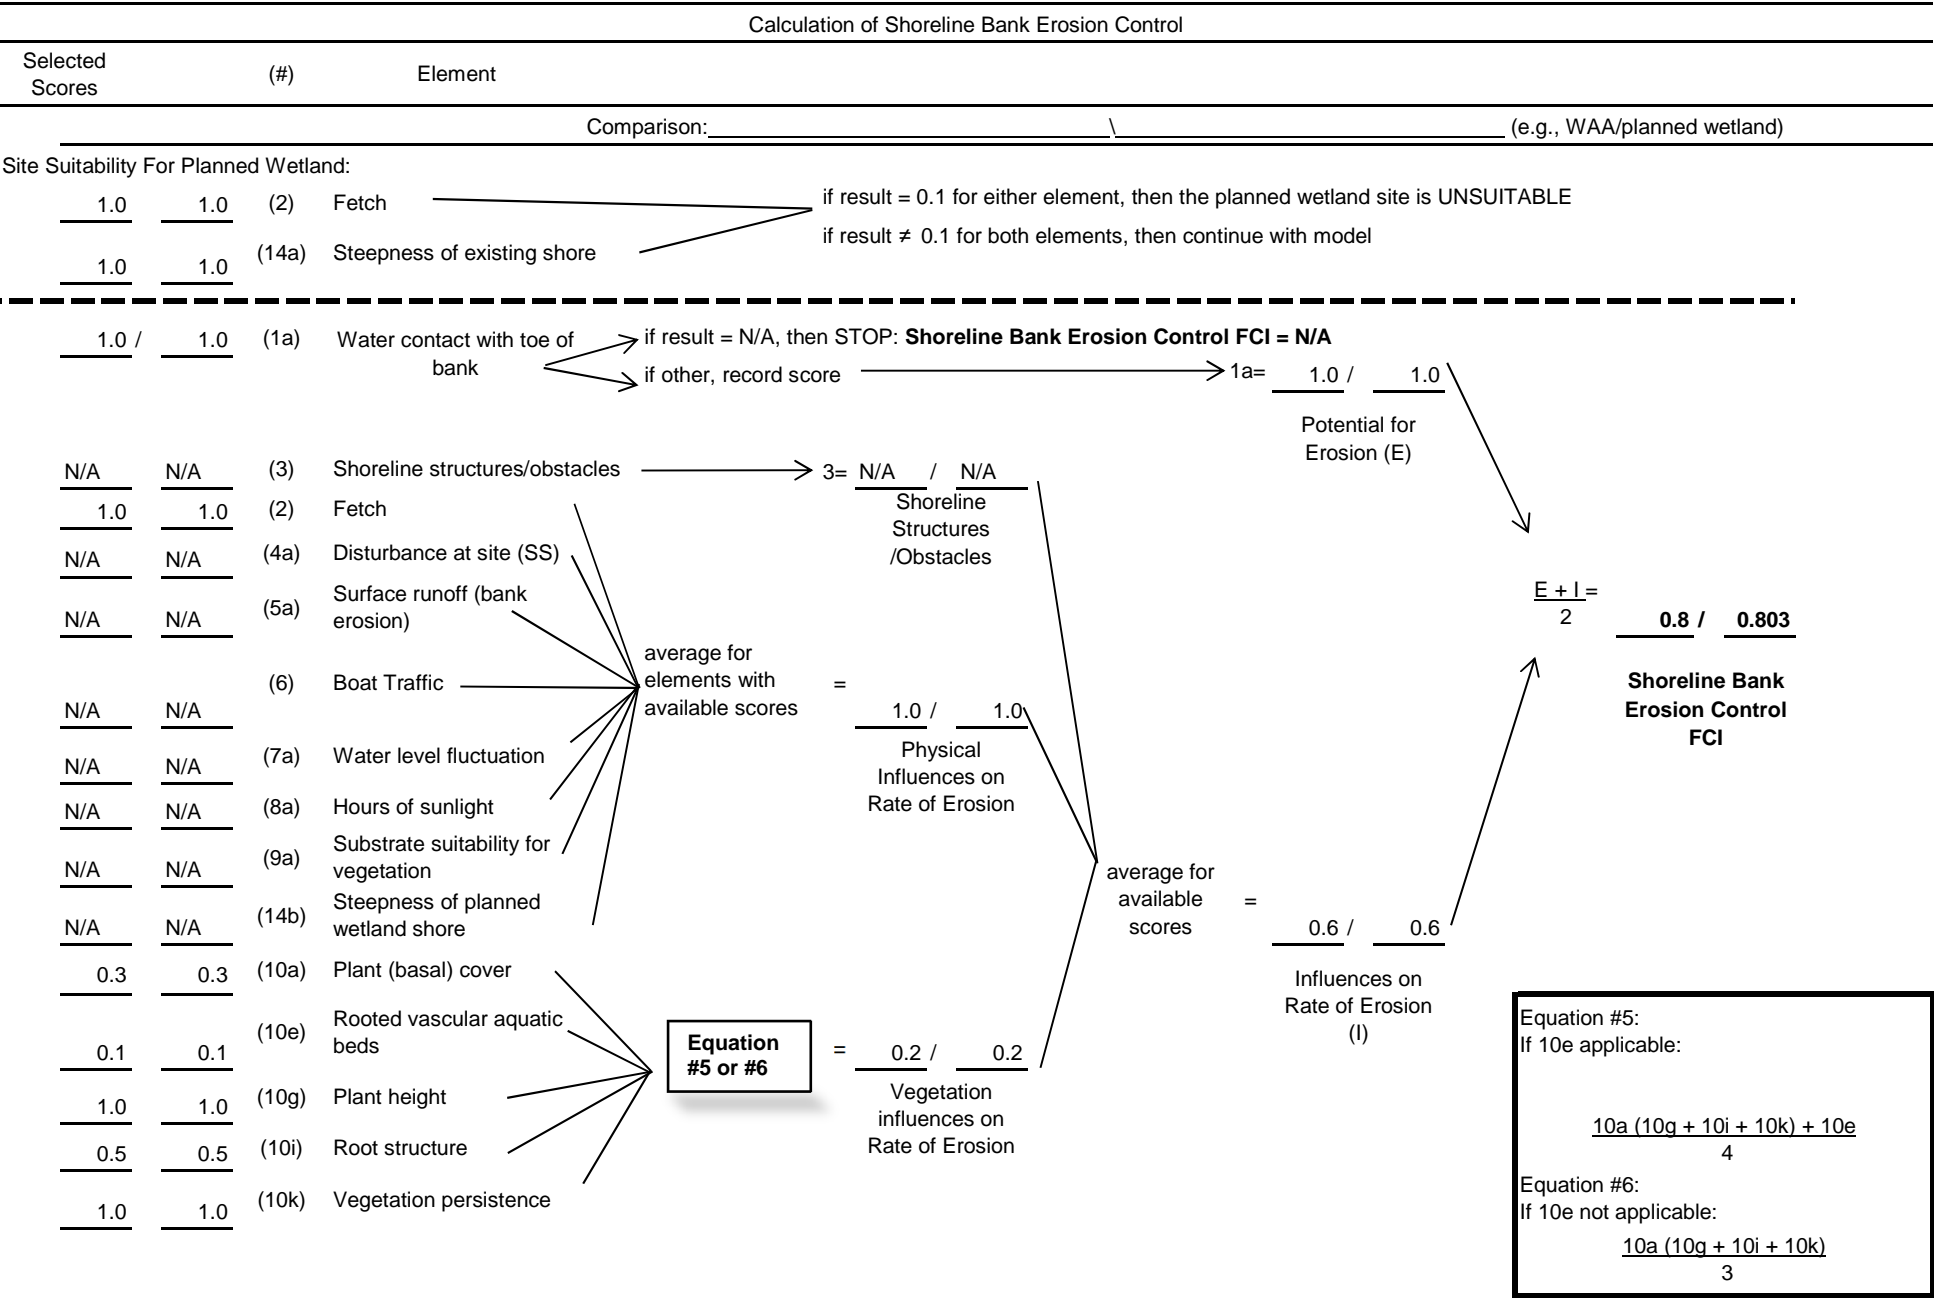 Calculation of Shoreline Bank Erosion Control
Selected
Scores
(#)
Element
Comparison: \ (e.g., WAA/planned wetland)
Site Suitability For Planned Wetland:
1.0 1.0 (2) Fetch
if result = 0.1 for either element, then the planned wetland site is UNSUITABLE
if result ≠ 0.1 for both elements, then continue with model
1.0 1.0 (14a) Steepness of existing shore
1.0 / 1.0 (1a) Water contact with toe of
bank
if result = N/A, then STOP: Shoreline Bank Erosion Control FCI = N/A
if other, record score
1a= 1.0 / 1.0
Potential for
Erosion (E)
N/A N/A (3) Shoreline structures/obstacles
3= N/A / N/A
Shoreline
Structures
/Obstacles
1.0 1.0 (2) Fetch
N/A N/A (4a) Disturbance at site (SS)
N/A N/A (5a) Surface runoff (bank
erosion)
N/A N/A (6) Boat Traffic
average for
elements with
available scores
=
1.0 / 1.0
Physical
Influences on
Rate of Erosion
N/A N/A (7a) Water level fluctuation
N/A N/A (8a) Hours of sunlight
N/A N/A (9a) Substrate suitability for
vegetation
N/A N/A (14b) Steepness of planned
wetland shore
average for
available
scores
=
0.6 / 0.6
Influences on
Rate of Erosion
(I)
E + I =
2
0.8 / 0.803
Shoreline Bank
Erosion Control
FCI
0.3 0.3 (10a) Plant (basal) cover
0.1 0.1 (10e) Rooted vascular aquatic
beds
1.0 1.0 (10g) Plant height
0.5 0.5 (10i) Root structure
1.0 1.0 (10k) Vegetation persistence
Equation
#5 or #6
= 0.2 / 0.2
Vegetation
influences on
Rate of Erosion
Equation #5:
If 10e applicable:
10a (10g + 10i + 10k) + 10e
4
Equation #6:
If 10e not applicable:
10a (10g + 10i + 10k)
3